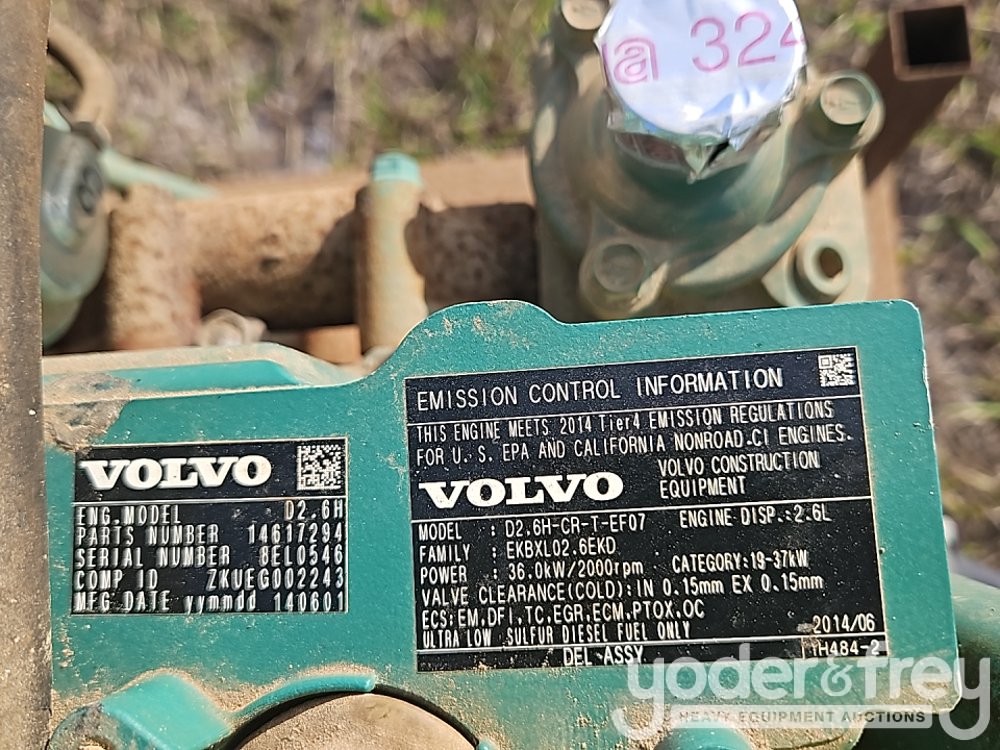 a 324
VOLVO
ENG.MODEL D2.6H
PARTS NUMBER 14617294
SERIAL NUMBER 8EL0546
COMP ID ZKUEG002243
MFG DATE yymmdd 140601
EMISSION CONTROL INFORMATION
THIS ENGINE MEETS 2014 Tier4 EMISSION REGULATIONS
FOR U.S. EPA AND CALIFORNIA NONROAD.CI ENGINES.
VOLVO VOLVO CONSTRUCTION
EQUIPMENT
MODEL : D2.6H-CR-T-EF07 ENGINE DISP.:2.6L
FAMILY : EKBXL02.6EKD
POWER : 36.0kW/2000rpm CATEGORY:19-37kW
VALVE CLEARANCE(COLD):IN 0.15mm EX 0.15mm
ECS:EM,DFI,TC,EGR,ECM,PTOX,OC
ULTRA LOW SULFUR DIESEL FUEL ONLY 2014/06
DEL ASSY 1H484-2
yoder&frey
HEAVY EQUIPMENT AUCTIONS